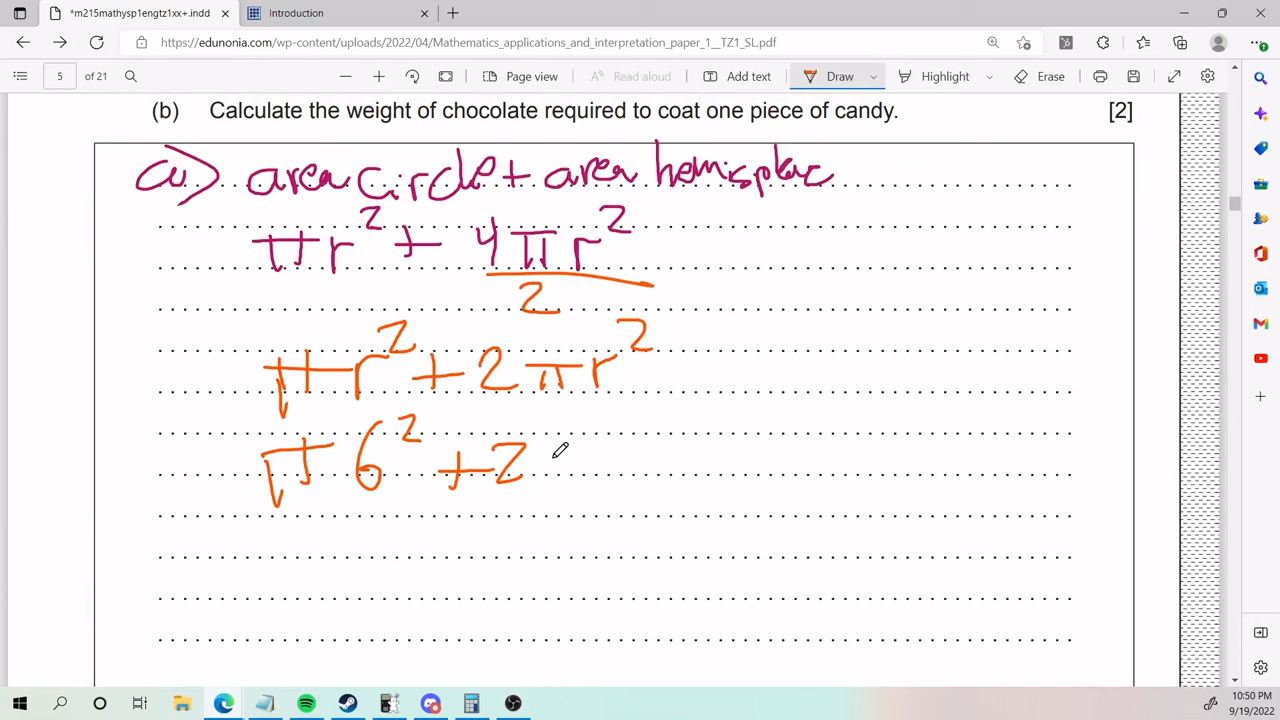 *m215mathysp1engtz1xx+.indd
Introduction
https://edunonia.com/wp-content/uploads/2022/04/Mathematics_applications_and_interpretation_paper_1__TZ1_SL.pdf
5 of 21
Page view
Read aloud
Add text
Draw
Highlight
Erase
(b) Calculate the weight of chocolate required to coat one piece of candy. [2]
a) area circle + area hemisphere
πr² + 4πr²
2
πr² + 2πr²
π 6² + 2
10:50 PM
9/19/2022